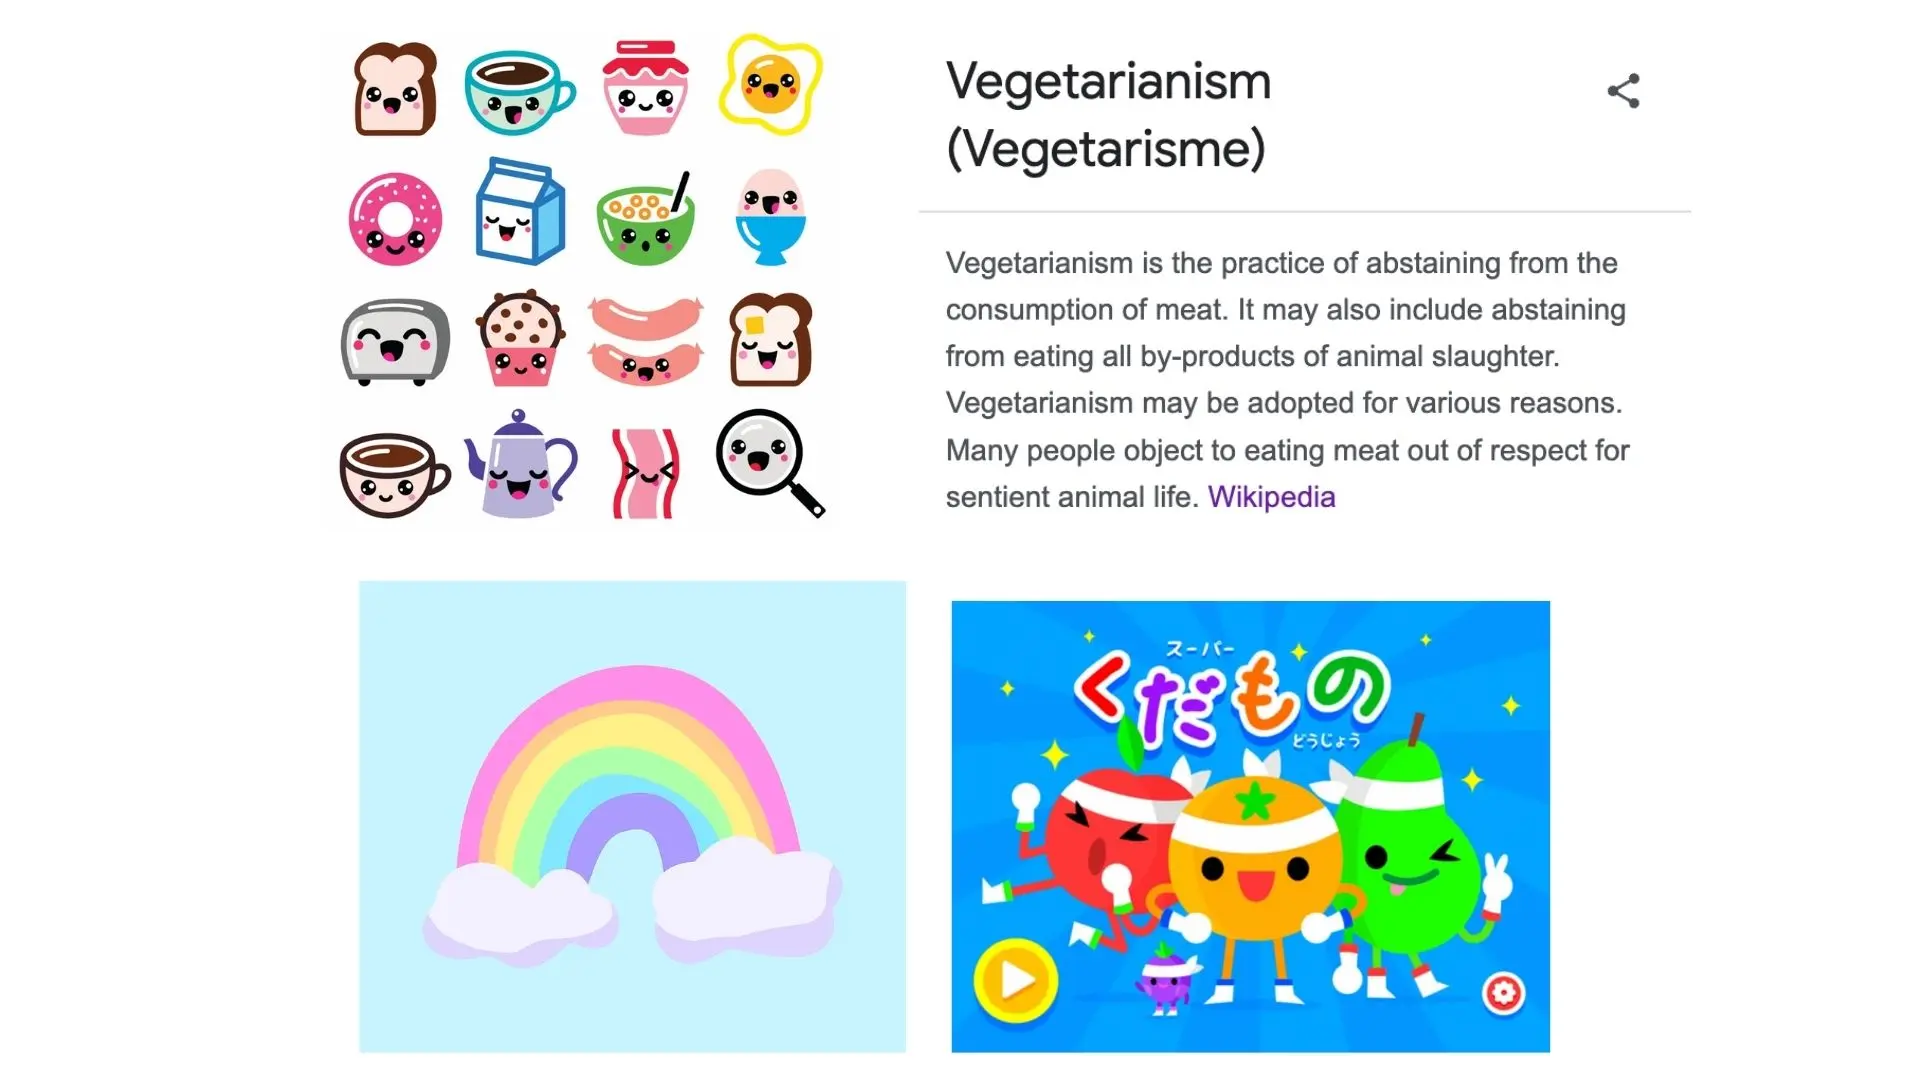 Vegetarianism
(Vegetarisme)
Vegetarianism is the practice of abstaining from the
consumption of meat. It may also include abstaining
from eating all by-products of animal slaughter.
Vegetarianism may be adopted for various reasons.
Many people object to eating meat out of respect for
sentient animal life. Wikipedia
スーパー
くだもの
どうじょう